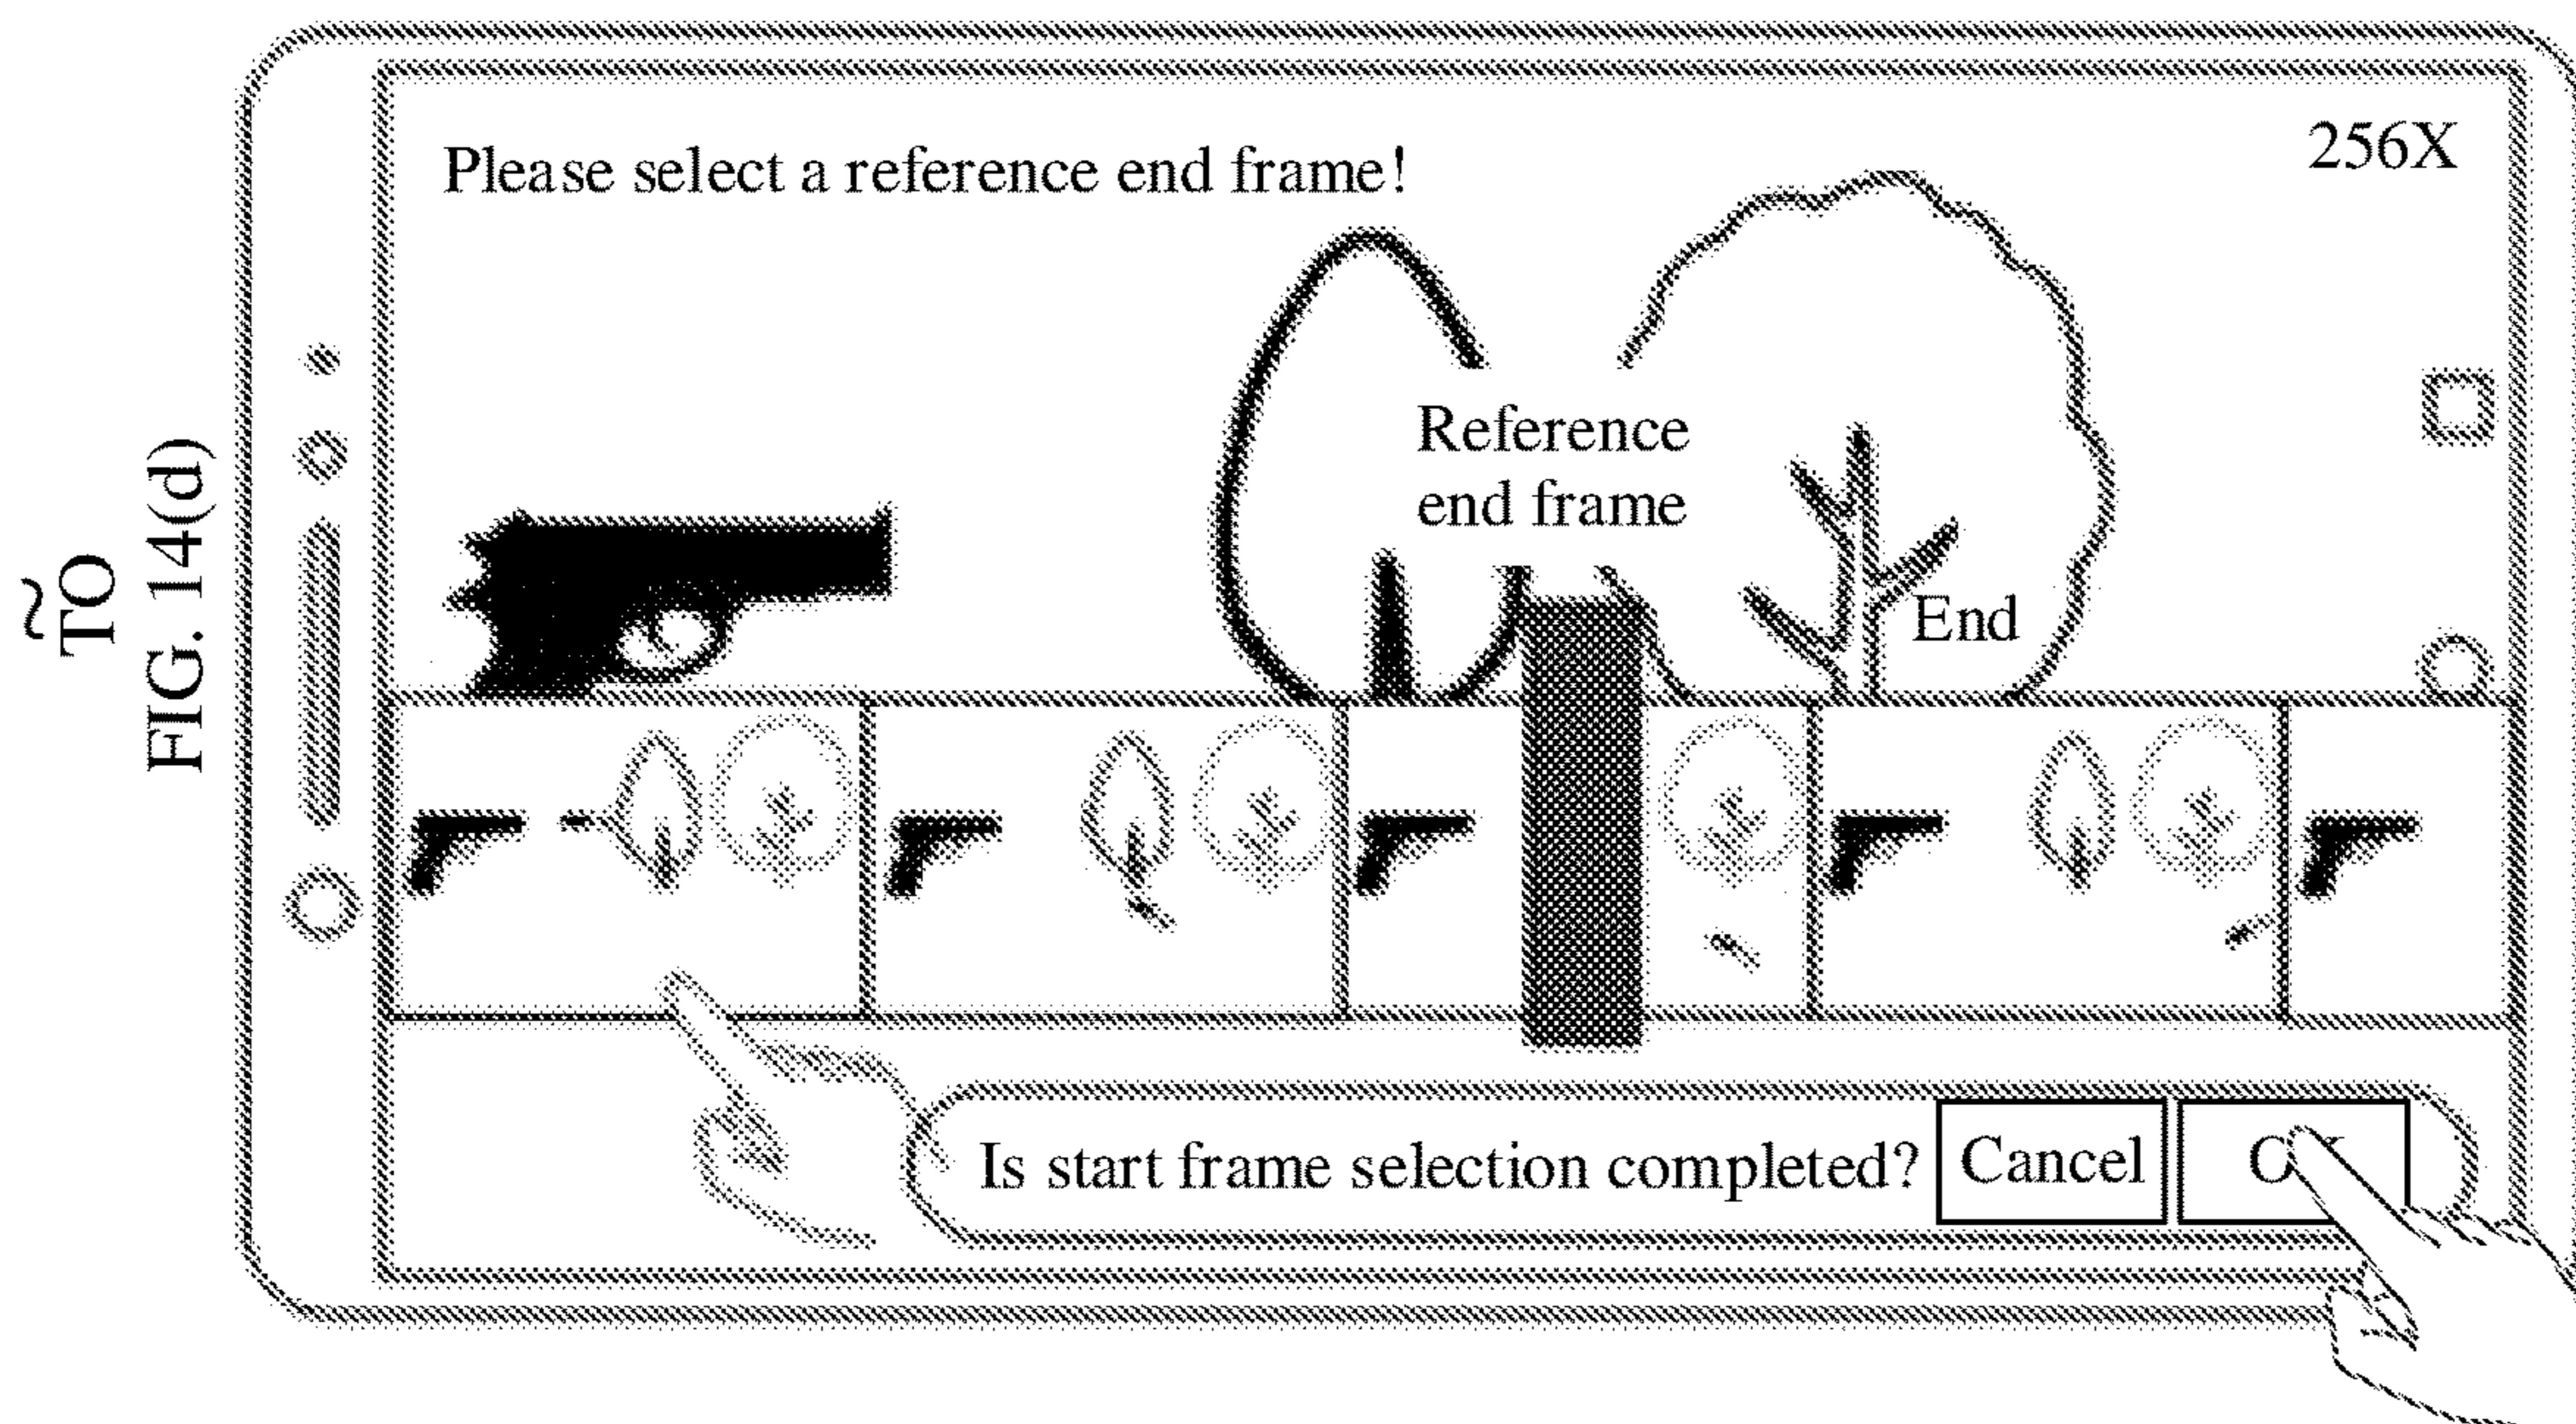 TO
FIG. 14(d)
Please select a reference end frame!
256X
Reference
end frame
End
Is start frame selection completed?
Cancel